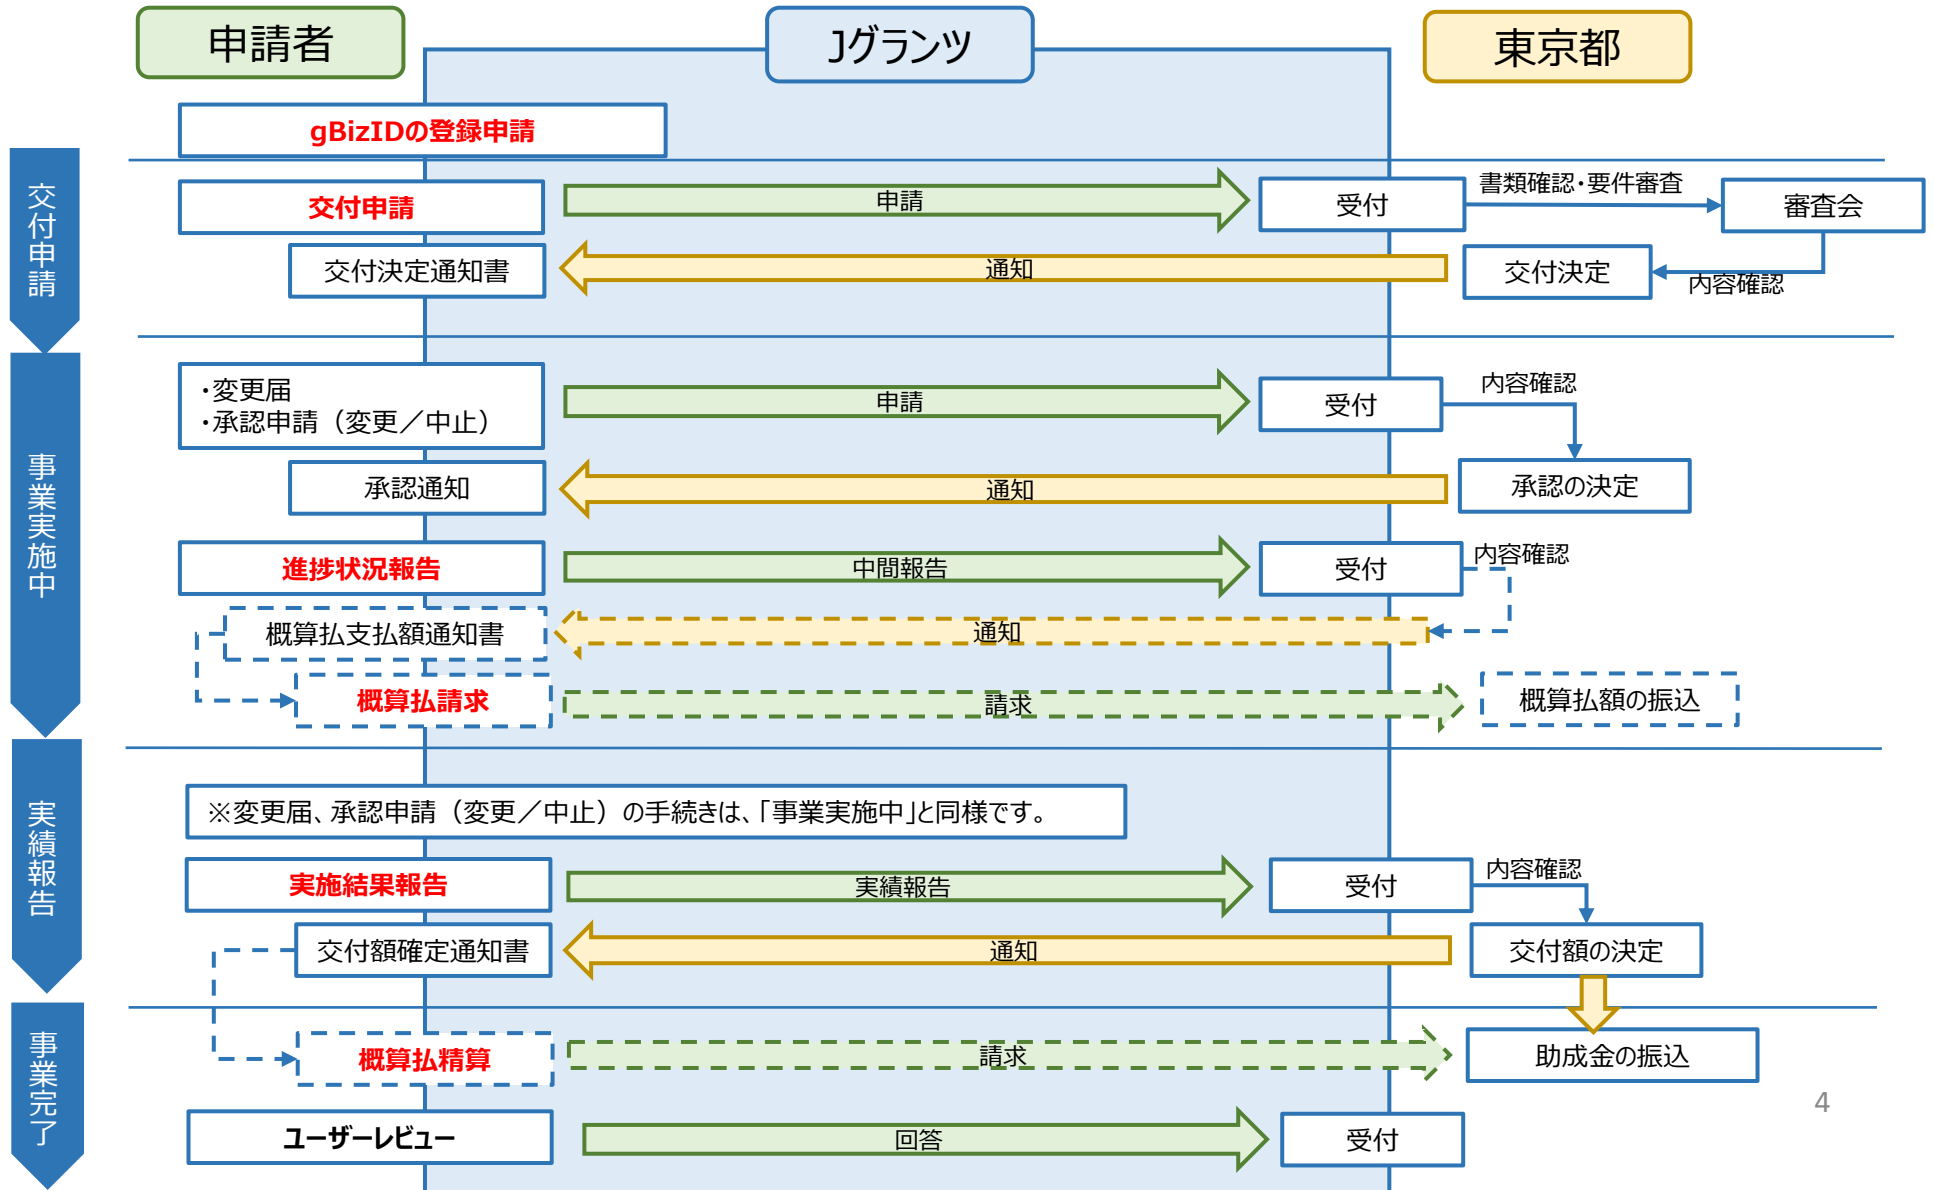 申請者
Jグランツ
東京都
gBizIDの登録申請
交付申請
交付申請
申請
受付
書類確認・要件審査
審査会
交付決定通知書
通知
交付決定
内容確認
事業実施中
・変更届
・承認申請（変更／中止）
申請
受付
内容確認
承認通知
通知
承認の決定
進捗状況報告
中間報告
受付
内容確認
概算払支払額通知書
通知
概算払請求
請求
概算払額の振込
実績報告
※変更届、承認申請（変更／中止）の手続きは、「事業実施中」と同様です。
実施結果報告
実績報告
受付
内容確認
交付額確定通知書
通知
交付額の決定
事業完了
概算払精算
請求
助成金の振込
ユーザーレビュー
回答
受付
4